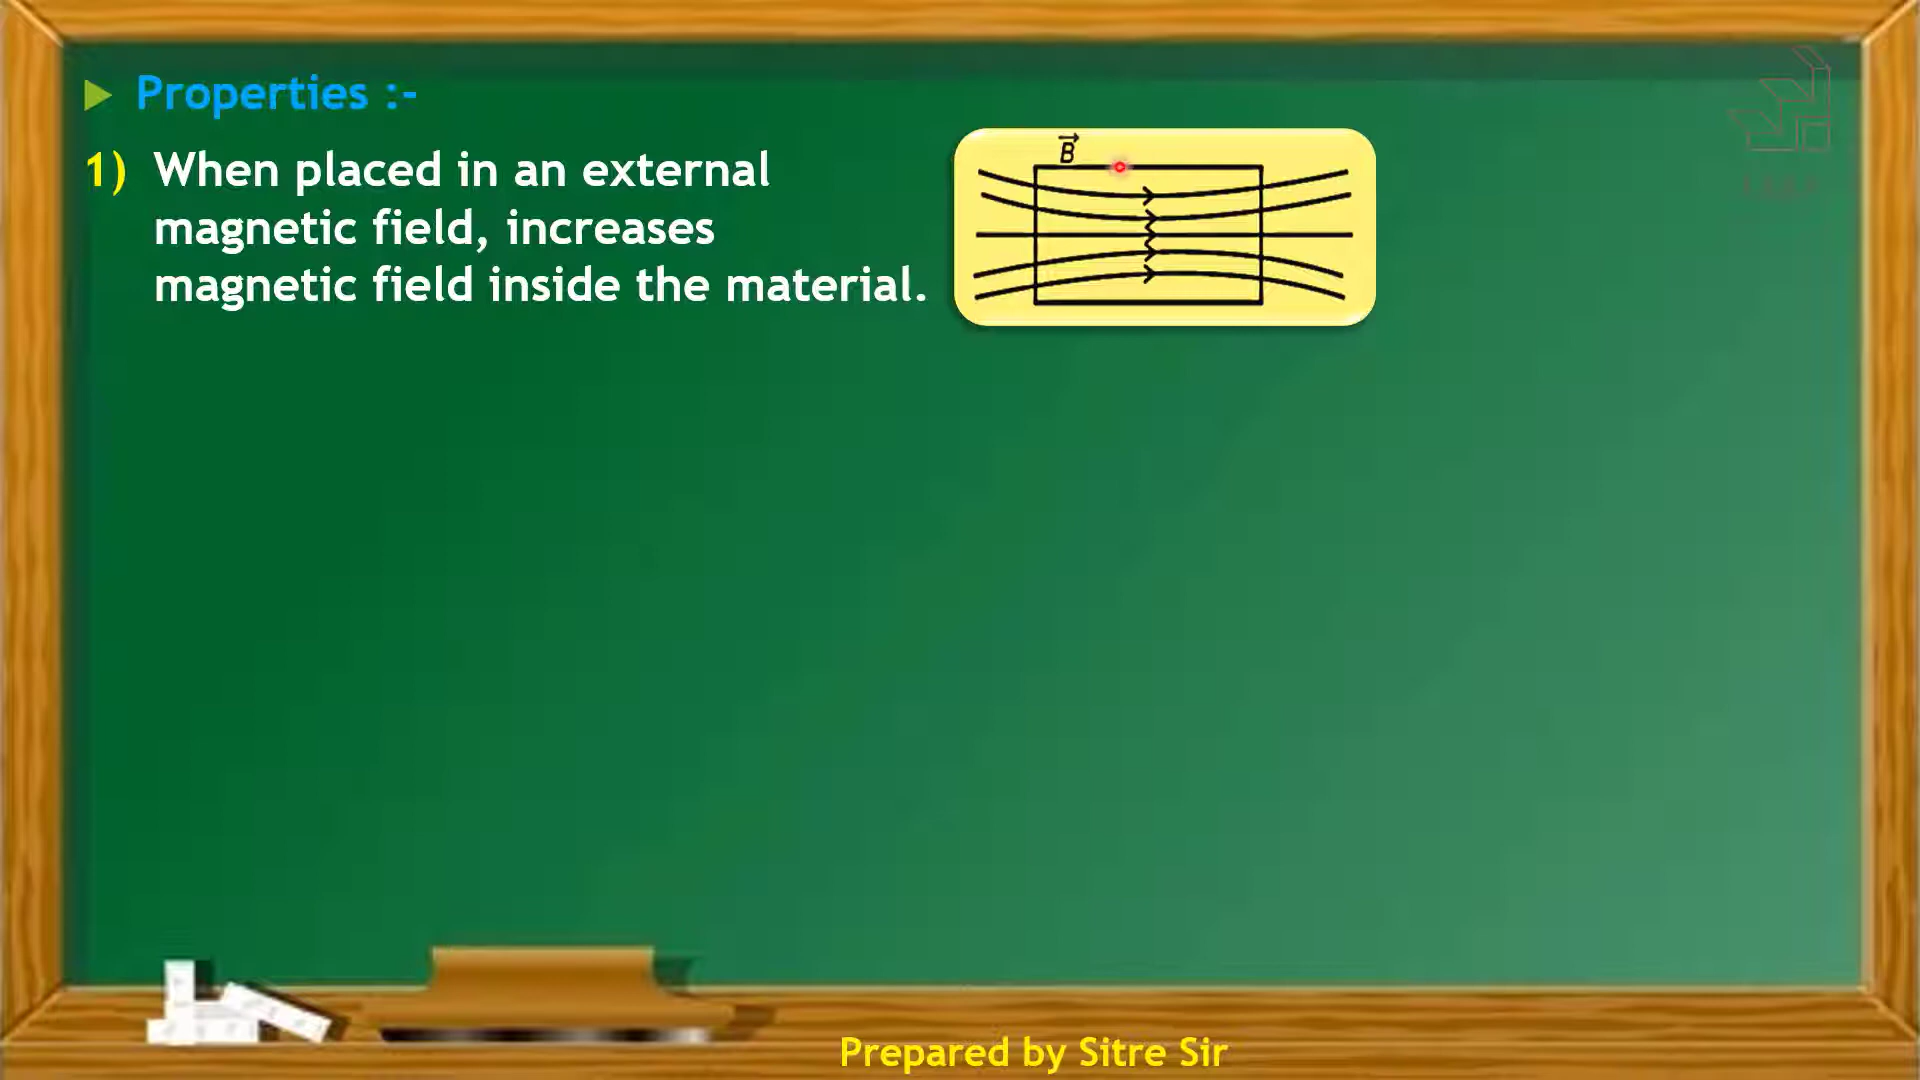 Properties :-
1) When placed in an external
magnetic field, increases
magnetic field inside the material.
B
Prepared by Sitre Sir